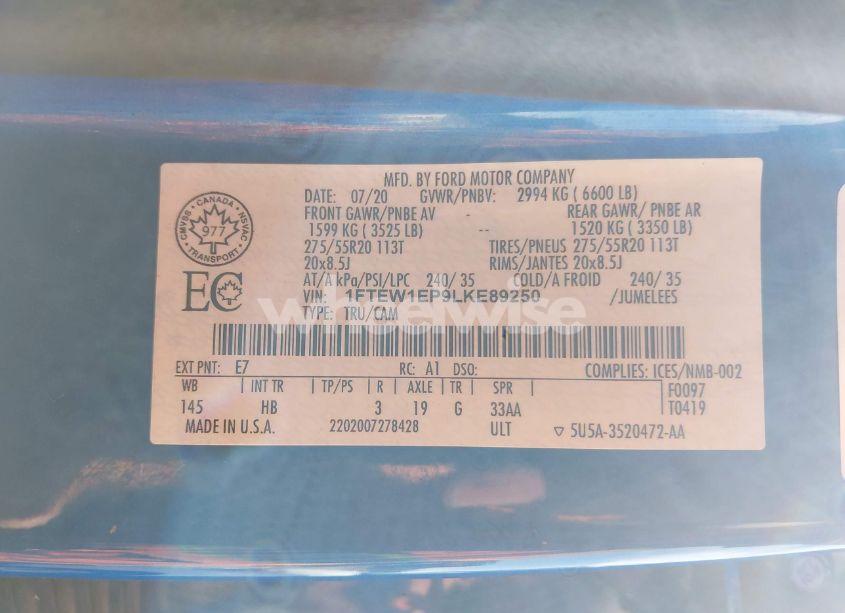 MFD. BY FORD MOTOR COMPANY
DATE: 07/20 GVWR/PNBV: 2994 KG ( 6600 LB)
FRONT GAWR/PNBE AV REAR GAWR/ PNBE AR
1599 KG ( 3525 LB) -- 1520 KG ( 3350 LB)
275/55R20 113T TIRES/PNEUS 275/55R20 113T
20x8.5J RIMS/JANTES 20x8.5J
AT/A kPa/PSI/LPC 240/ 35 COLD/A FROID 240/ 35
VIN: 1FTEW1EP9LKE89250 /JUMELEES
TYPE: TRU/CAM
CMVSS · CANADA · NSVAC
977
TRANSPORT
EC
wheelwise
EXT PNT: E7 RC: A1 DSO: COMPLIES: ICES/NMB-002
WB INT TR TP/PS R AXLE TR SPR F0097
145 HB 3 19 G 33AA T0419
MADE IN U.S.A. 2202007278428 ULT ▽ 5U5A-3520472-AA